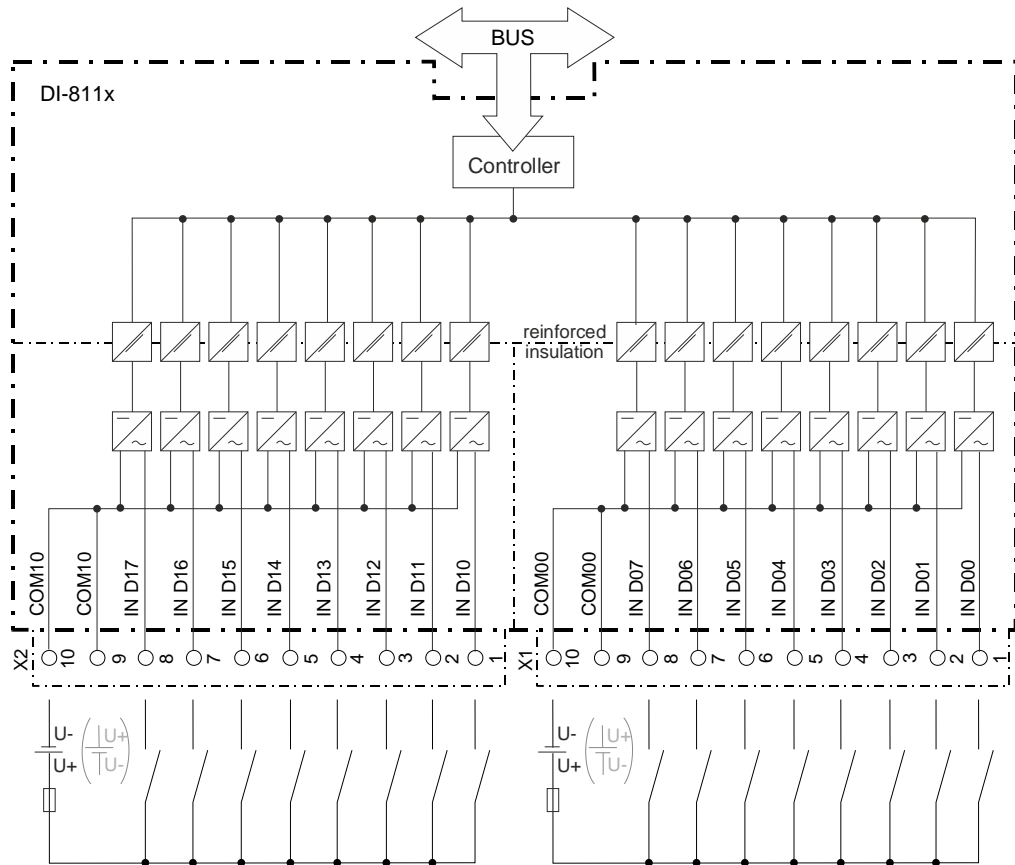 BUS
DI-811x
Controller
reinforced
insulation
COM10
COM10
IN D17
IN D16
IN D15
IN D14
IN D13
IN D12
IN D11
IN D10
COM00
COM00
IN D07
IN D06
IN D05
IN D04
IN D03
IN D02
IN D01
IN D00
X2
10
9
8
7
6
5
4
3
2
1
X1
10
9
8
7
6
5
4
3
2
1
U- U+
U+ U-
U- U+
U+ U-